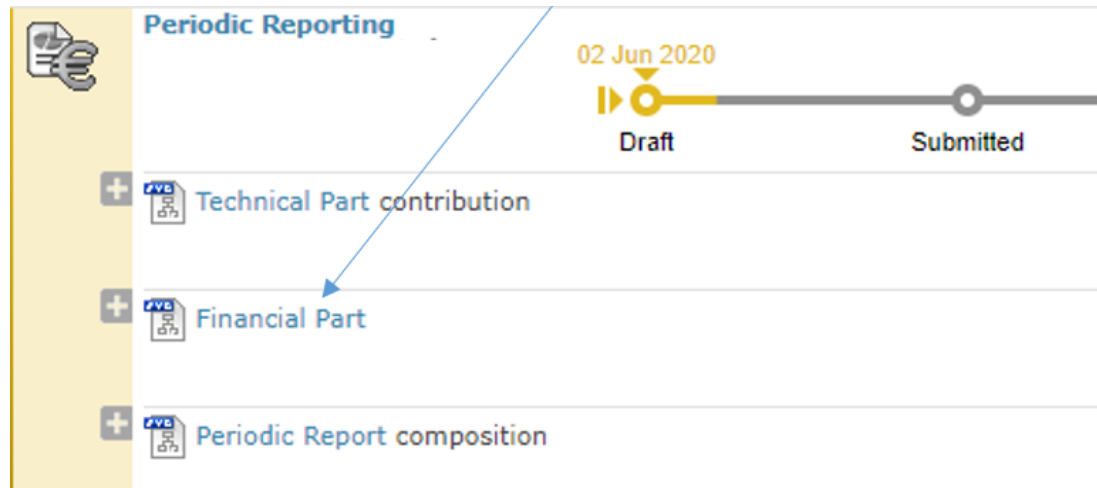 Periodic Reporting
02 Jun 2020
Draft
Submitted
Technical Part contribution
Financial Part
Periodic Report composition